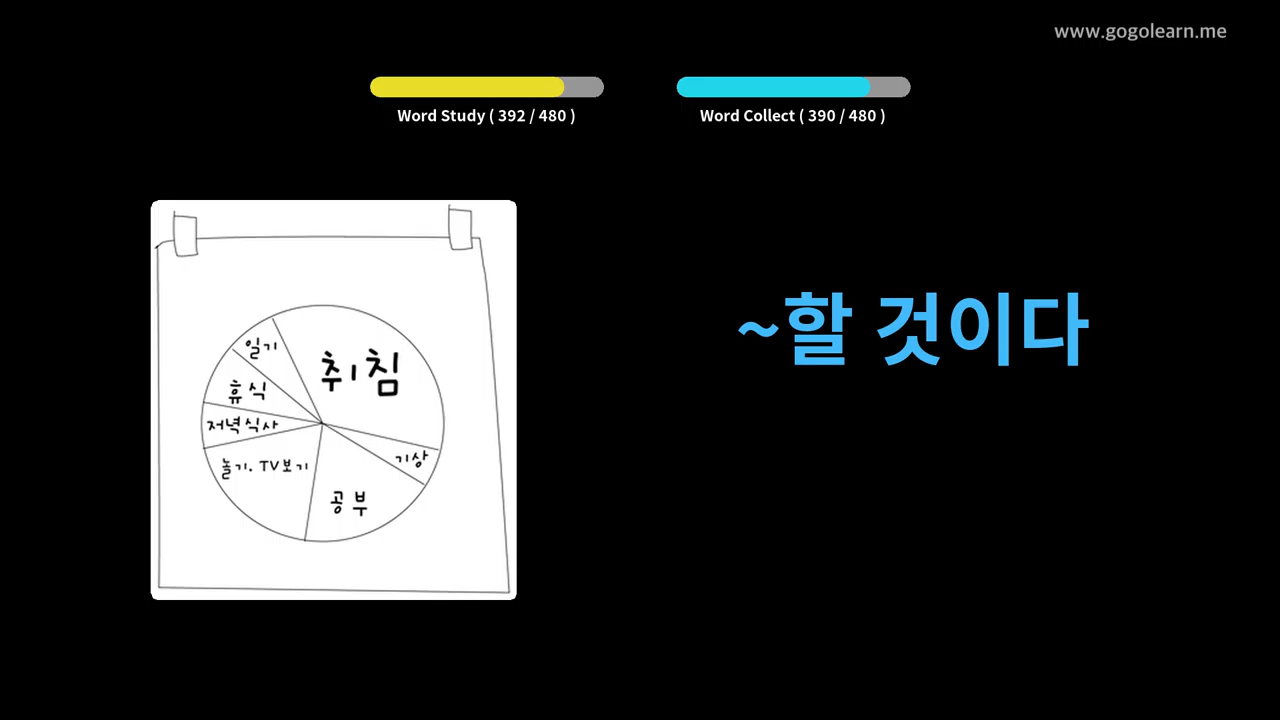 www.gogolearn.me
Word Study ( 392 / 480 )
Word Collect ( 390 / 480 )
일기
취침
휴식
저녁식사
놀기. TV보기
기상
공부
~할 것이다